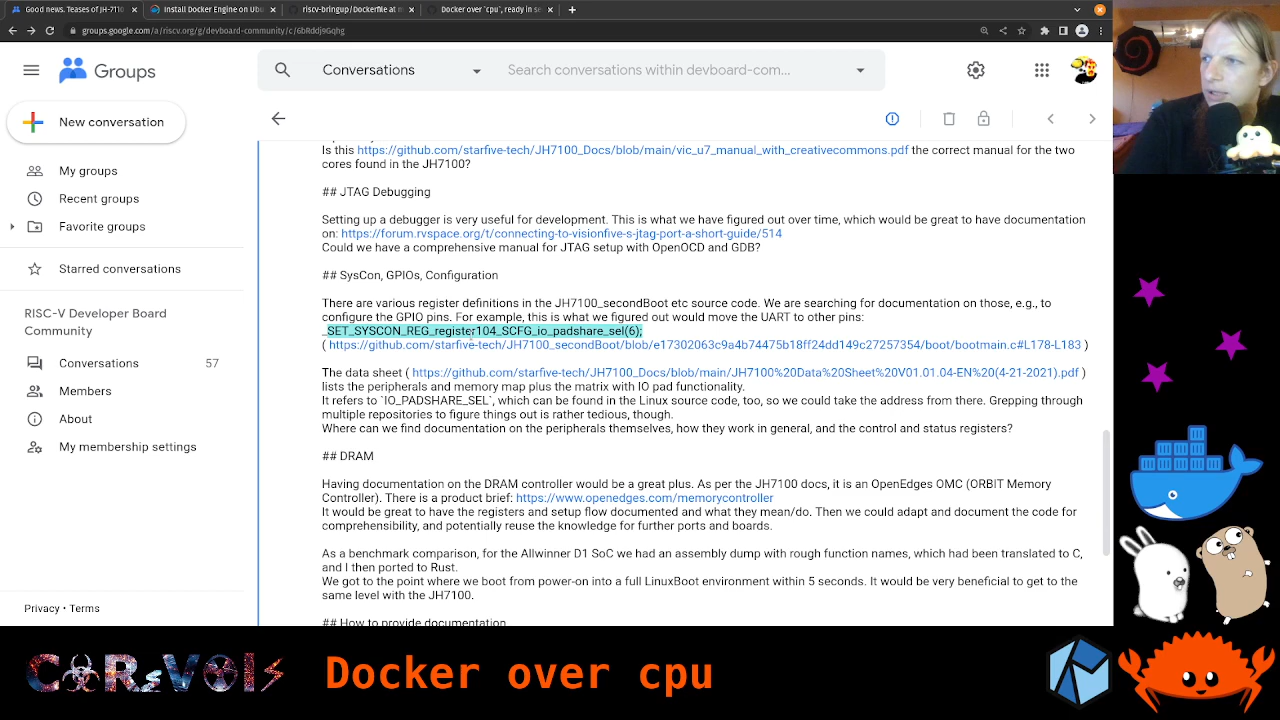 Good news. Teases of JH-7110
Install Docker Engine on Ubu
riscv-bringup/Dockerfile at m
Docker over `cpu`, ready in se
groups.google.com/a/riscv.org/g/devboard-community/c/6bRddj9Gqhg
Groups
Conversations
Search conversations within devboard-com...
New conversation
My groups
Recent groups
Favorite groups
Starred conversations
RISC-V Developer Board
Community
Conversations 57
Members
About
My membership settings
Privacy • Terms
Is this https://github.com/starfive-tech/JH7100_Docs/blob/main/vic_u7_manual_with_creativecommons.pdf the correct manual for the two
cores found in the JH7100?
## JTAG Debugging
Setting up a debugger is very useful for development. This is what we have figured out over time, which would be great to have documentation
on: https://forum.rvspace.org/t/connecting-to-visionfive-s-jtag-port-a-short-guide/514
Could we have a comprehensive manual for JTAG setup with OpenOCD and GDB?
## SysCon, GPIOs, Configuration
There are various register definitions in the JH7100_secondBoot etc source code. We are searching for documentation on those, e.g., to
configure the GPIO pins. For example, this is what we figured out would move the UART to other pins:
_SET_SYSCON_REG_register104_SCFG_io_padshare_sel(6);
( https://github.com/starfive-tech/JH7100_secondBoot/blob/e17302063c9a4b74475b18ff24dd149c27257354/boot/bootmain.c#L178-L183 )
The data sheet ( https://github.com/starfive-tech/JH7100_Docs/blob/main/JH7100%20Data%20Sheet%20V01.01.04-EN%20(4-21-2021).pdf )
lists the peripherals and memory map plus the matrix with IO pad functionality.
It refers to `IO_PADSHARE_SEL`, which can be found in the Linux source code, too, so we could take the address from there. Grepping through
multiple repositories to figure things out is rather tedious, though.
Where can we find documentation on the peripherals themselves, how they work in general, and the control and status registers?
## DRAM
Having documentation on the DRAM controller would be a great plus. As per the JH7100 docs, it is an OpenEdges OMC (ORBIT Memory
Controller). There is a product brief: https://www.openedges.com/memorycontroller
It would be great to have the registers and setup flow documented and what they mean/do. Then we could adapt and document the code for
comprehensibility, and potentially reuse the knowledge for further ports and boards.
As a benchmark comparison, for the Allwinner D1 SoC we had an assembly dump with rough function names, which had been translated to C,
and I then ported to Rust.
We got to the point where we boot from power-on into a full LinuxBoot environment within 5 seconds. It would be very beneficial to get to the
same level with the JH7100.
## How to provide documentation
Docker over cpu